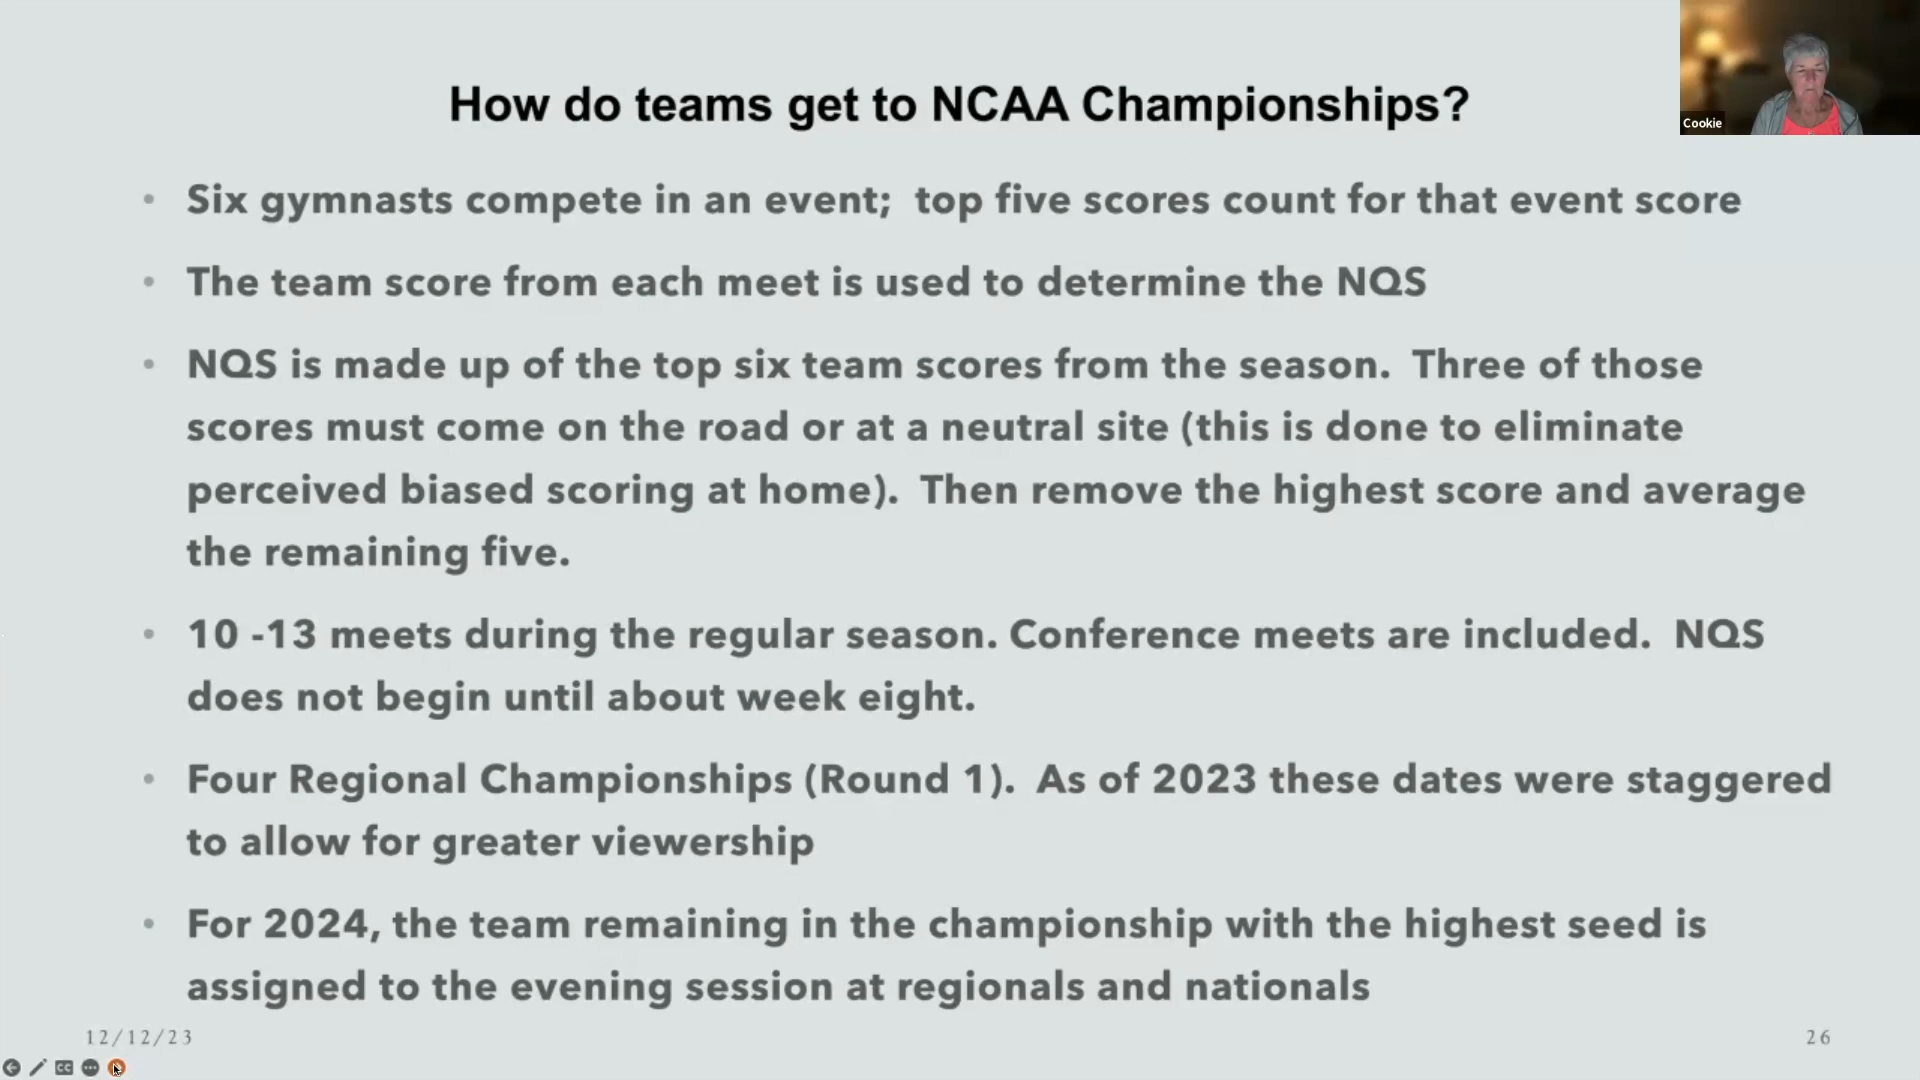 How do teams get to NCAA Championships?
Cookie
• Six gymnasts compete in an event;  top five scores count for that event score
• The team score from each meet is used to determine the NQS
• NQS is made up of the top six team scores from the season.  Three of those
scores must come on the road or at a neutral site (this is done to eliminate
perceived biased scoring at home).  Then remove the highest score and average
the remaining five.
• 10 -13 meets during the regular season. Conference meets are included.  NQS
does not begin until about week eight.
• Four Regional Championships (Round 1).  As of 2023 these dates were staggered
to allow for greater viewership
• For 2024, the team remaining in the championship with the highest seed is
assigned to the evening session at regionals and nationals
12/12/23
26
CC